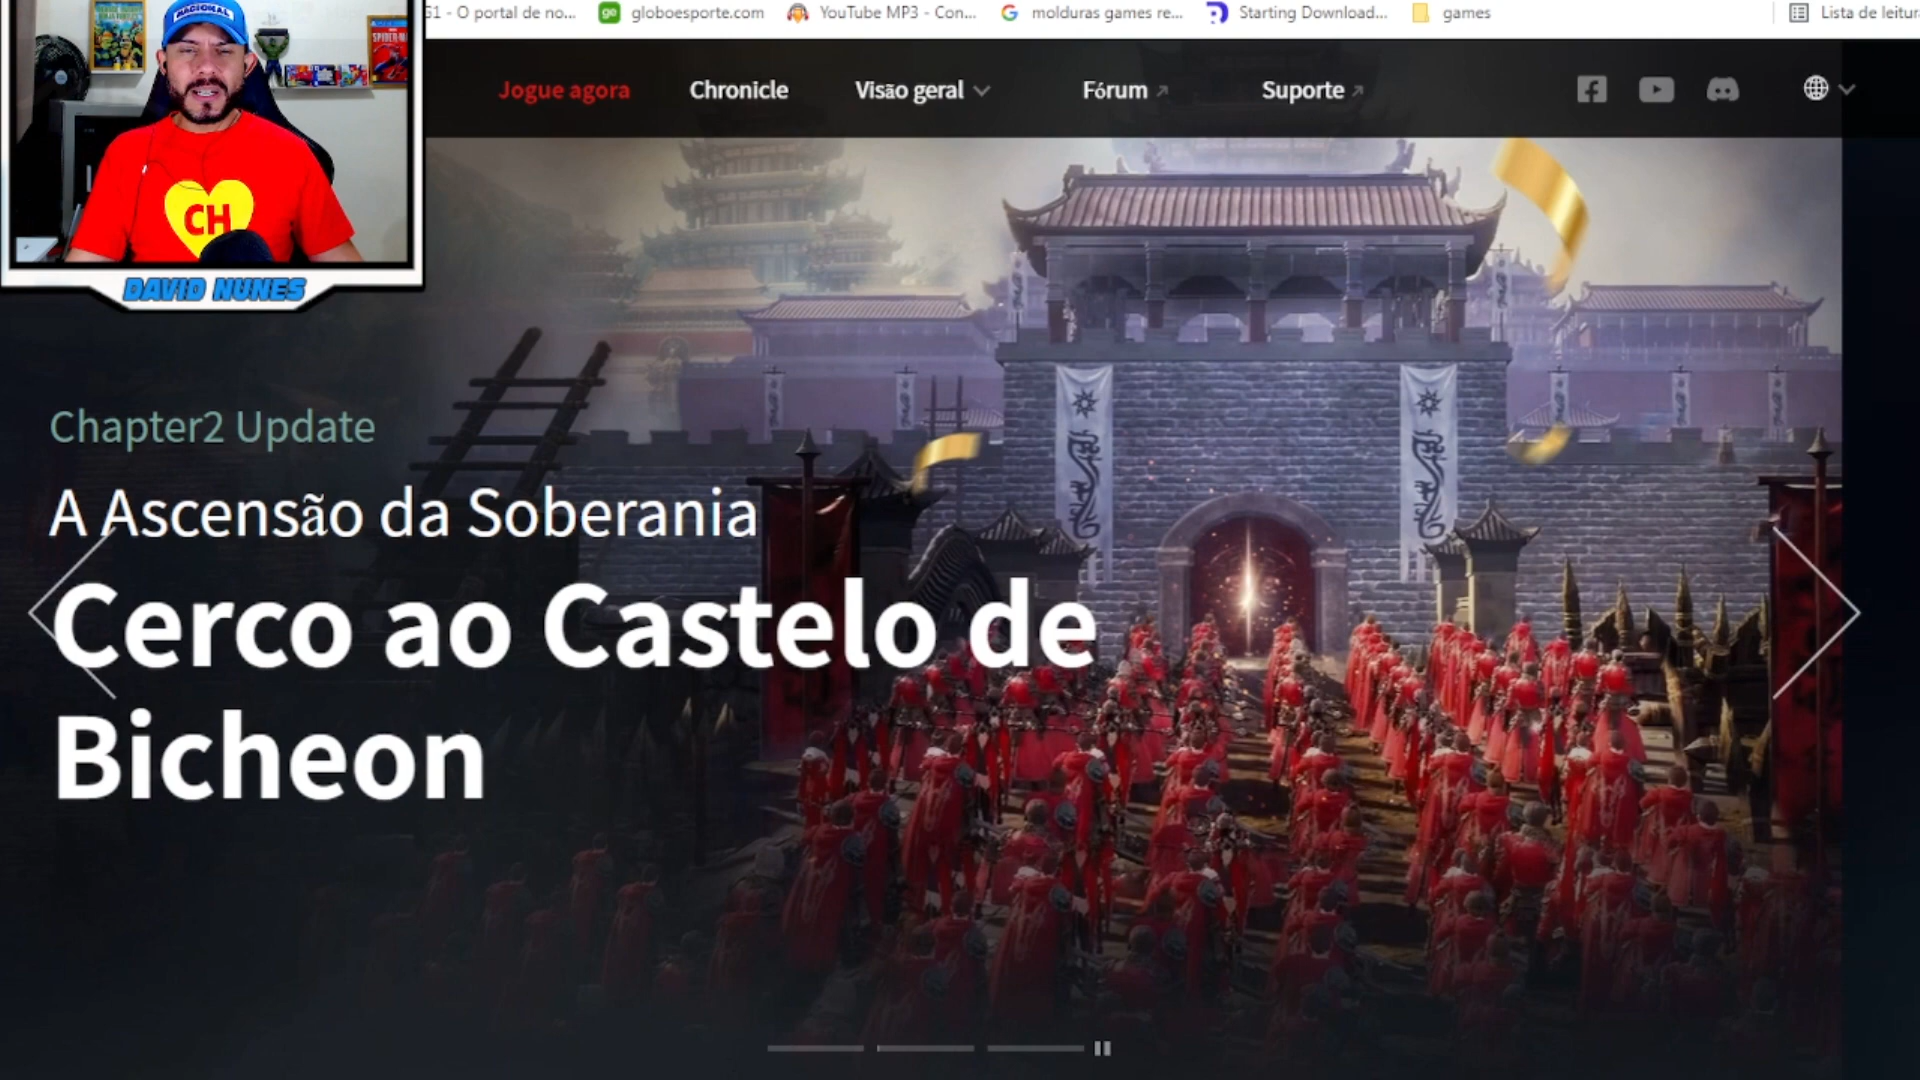 G1 - O portal de no... globoesporte.com YouTube MP3 - Con... molduras games re... Starting Download... games Lista de leitur
NACIONAL
SPIDER-M
Jogue agora Chronicle Visão geral Fórum Suporte
CH
DAVID NUNES
Chapter2 Update
A Ascensão da Soberania
Cerco ao Castelo de
Bicheon